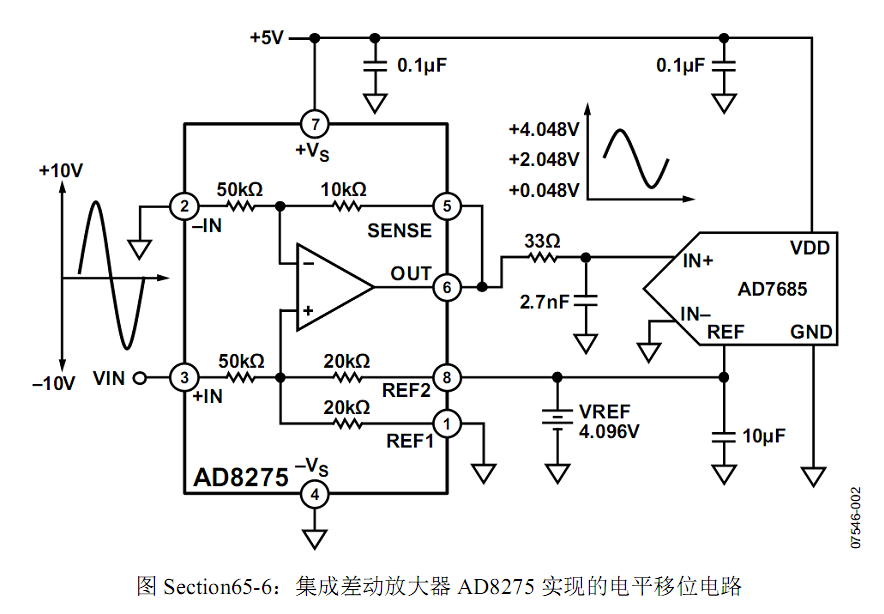 +5V
0.1µF
0.1µF
7
+VS
+4.048V
+2.048V
+0.048V
+10V
50kΩ
10kΩ
2
5
–IN
SENSE
33Ω
VDD
IN+
OUT
6
AD7685
2.7nF
IN–
REF
GND
50kΩ
20kΩ
–10V
VIN
3
8
+IN
REF2
20kΩ
VREF
4.096V
1
REF1
10µF
AD8275
–VS
4
07546-002
图 Section65-6：集成差动放大器 AD8275 实现的电平移位电路